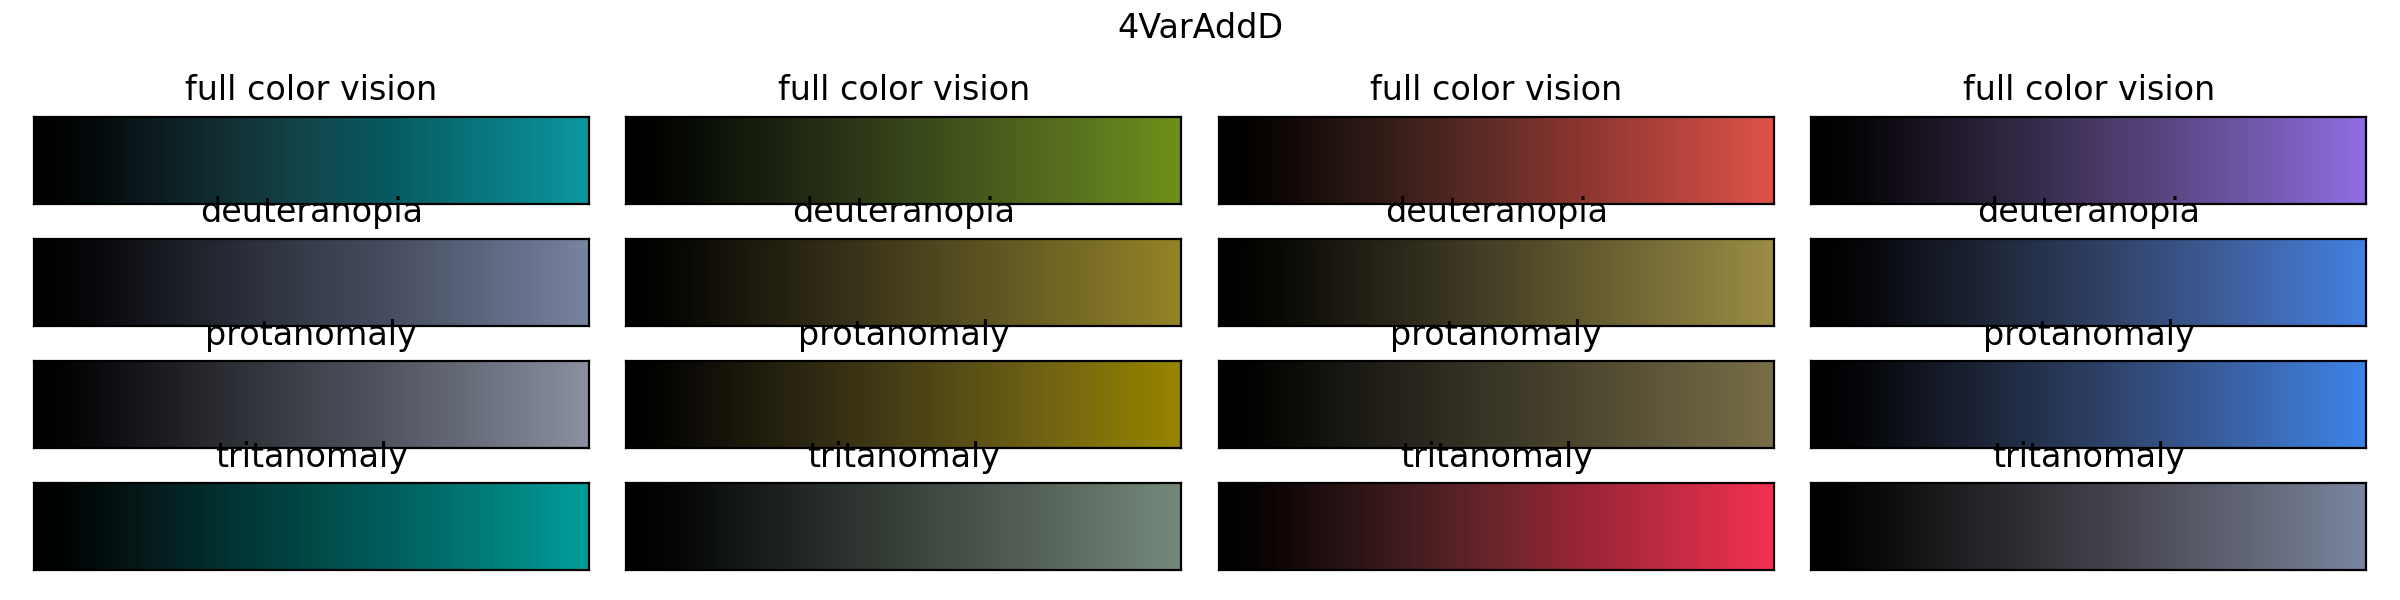 4VarAddD
full color vision full color vision full color vision full color vision
deuteranopia deuteranopia deuteranopia deuteranopia
protanomaly protanomaly protanomaly protanomaly
tritanomaly tritanomaly tritanomaly tritanomaly